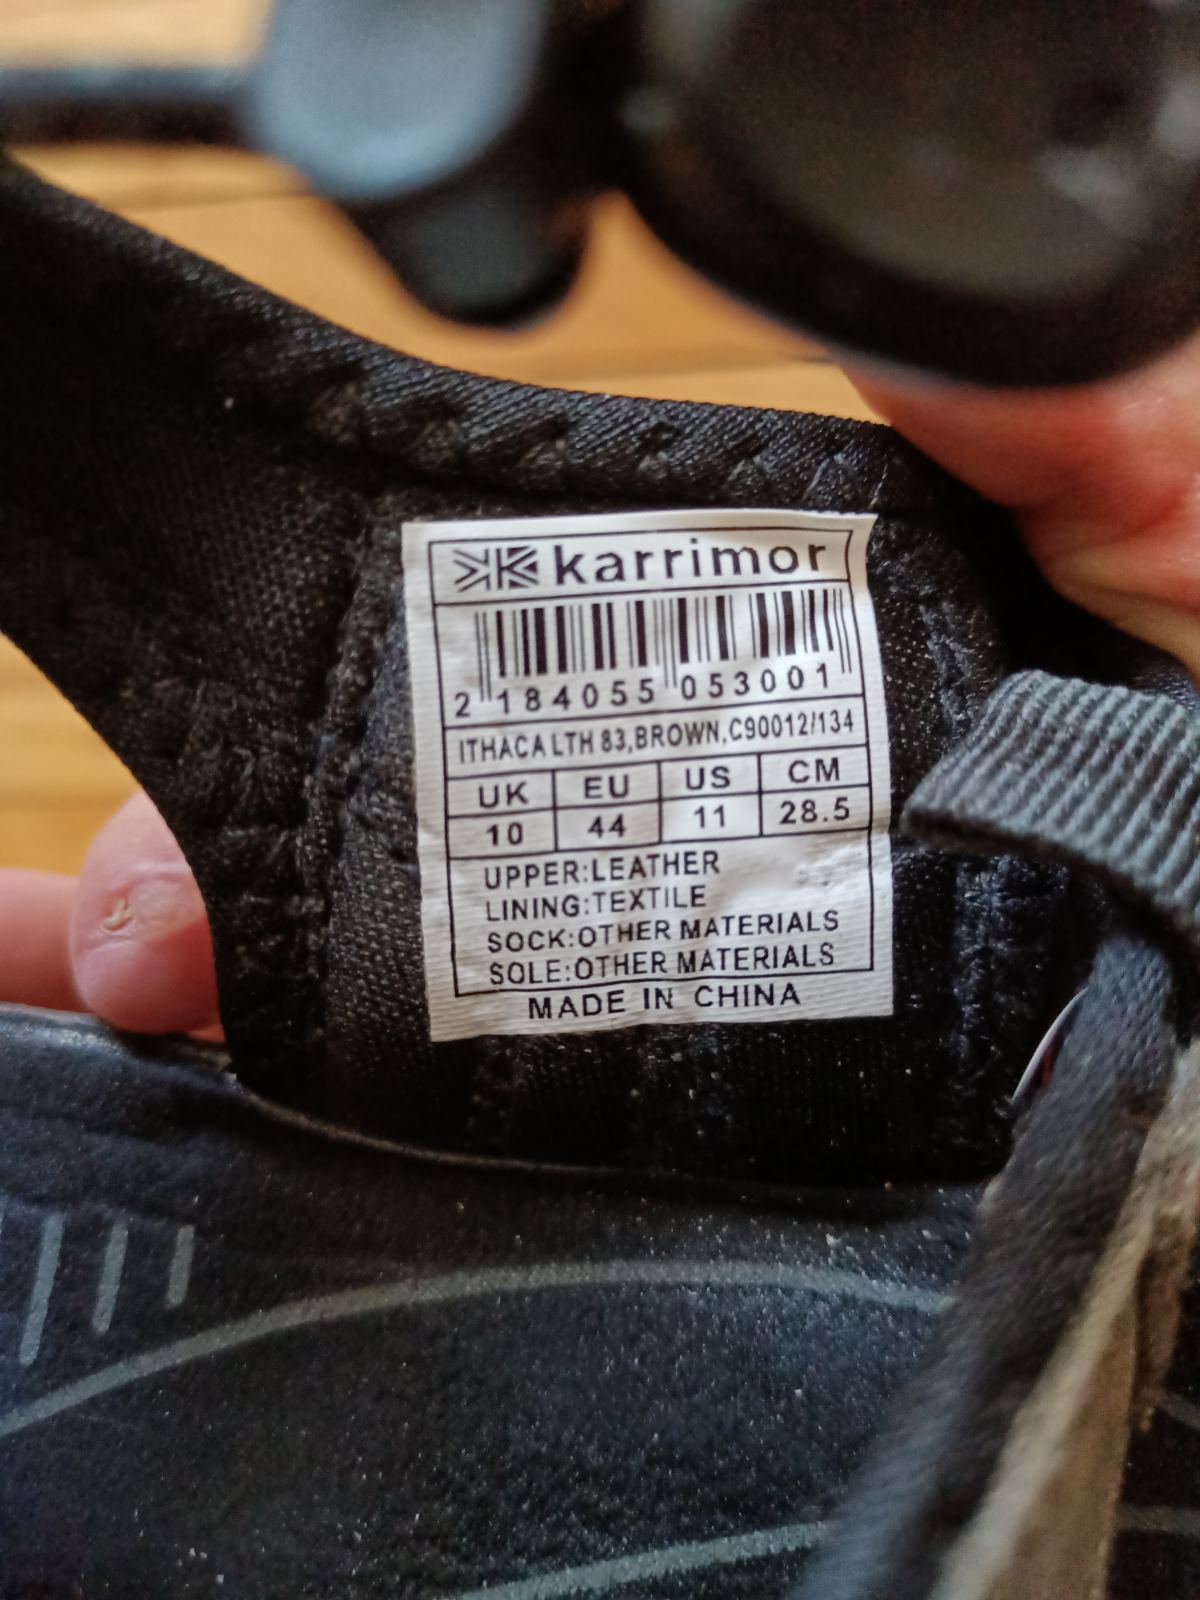 karrimor
2 184055 053001
ITHACA LTH 83,BROWN,C90012/134
UK EU US CM
10 44 11 28.5
UPPER:LEATHER
LINING:TEXTILE
SOCK:OTHER MATERIALS
SOLE:OTHER MATERIALS
MADE IN CHINA